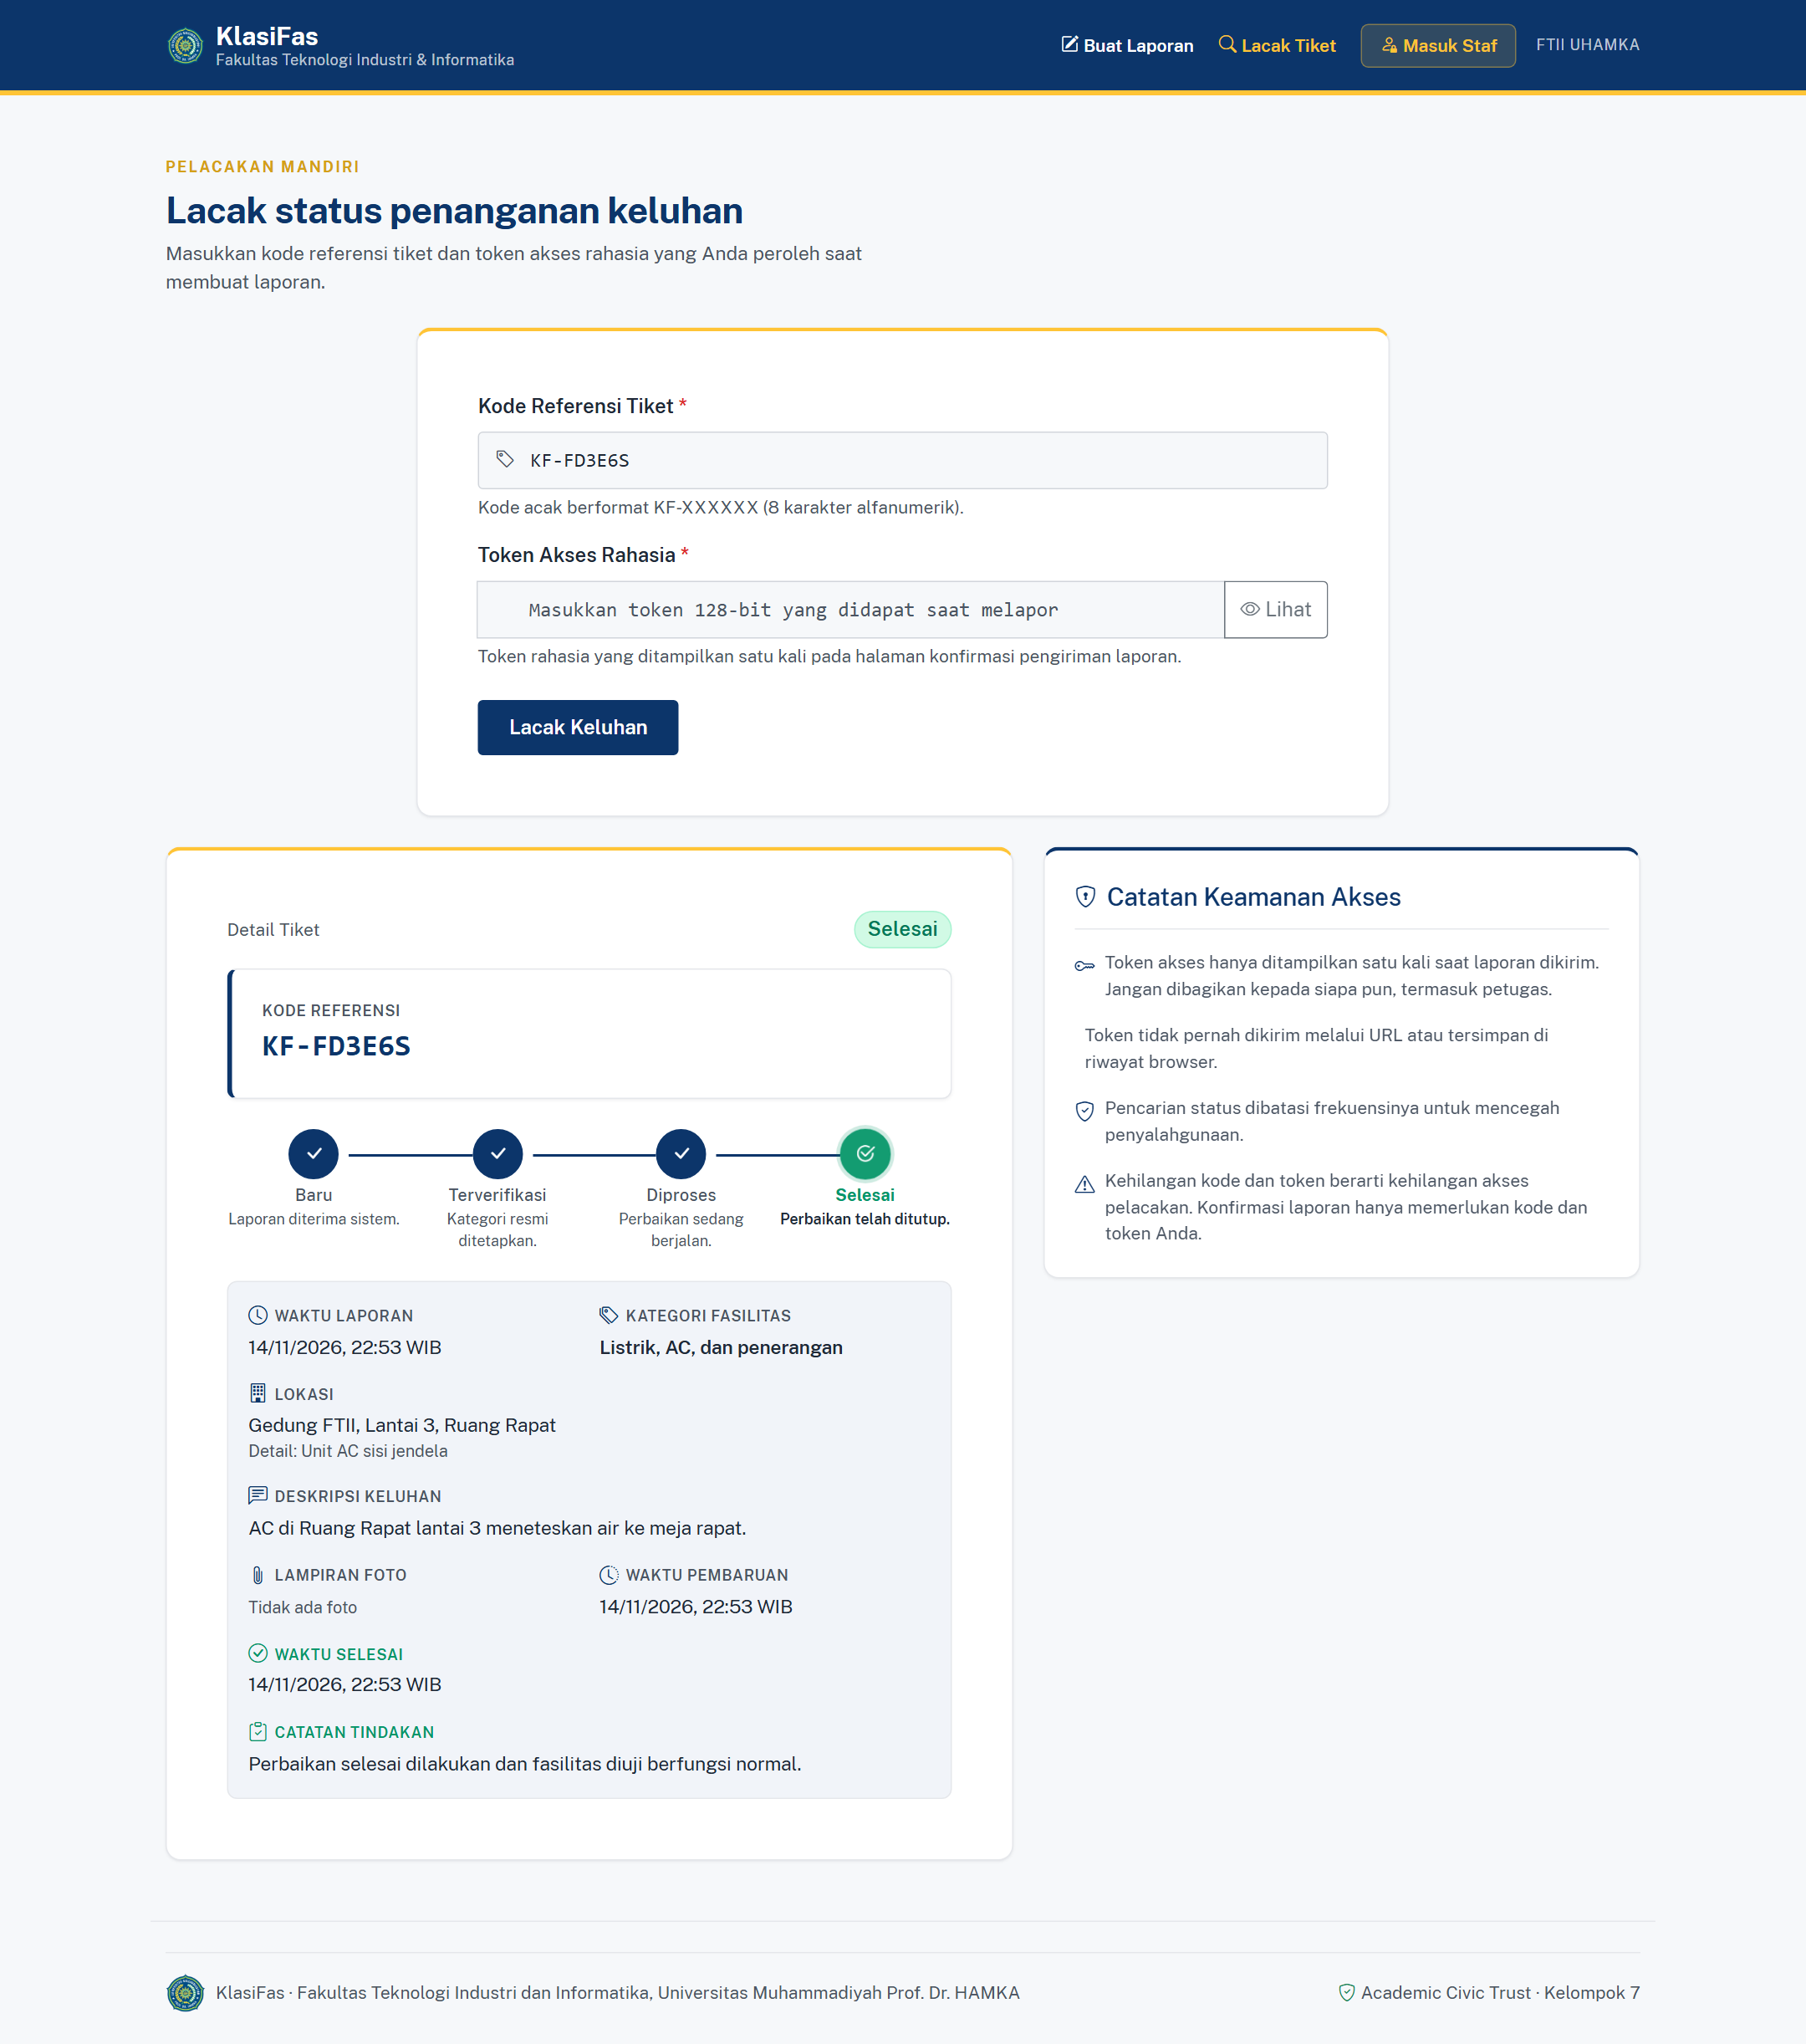 KlasiFas
Fakultas Teknologi Industri & Informatika
Buat Laporan
Lacak Tiket
Masuk Staf
FTII UHAMKA
PELACAKAN MANDIRI
Lacak status penanganan keluhan
Masukkan kode referensi tiket dan token akses rahasia yang Anda peroleh saat
membuat laporan.
Kode Referensi Tiket *
KF-FD3E6S
Kode acak berformat KF-XXXXXX (8 karakter alfanumerik).
Token Akses Rahasia *
Masukkan token 128-bit yang didapat saat melapor
Lihat
Token rahasia yang ditampilkan satu kali pada halaman konfirmasi pengiriman laporan.
Lacak Keluhan
Detail Tiket
Selesai
KODE REFERENSI
KF-FD3E6S
Baru
Laporan diterima sistem.
Terverifikasi
Kategori resmi
ditetapkan.
Diproses
Perbaikan sedang
berjalan.
Selesai
Perbaikan telah ditutup.
WAKTU LAPORAN
14/11/2026, 22:53 WIB
KATEGORI FASILITAS
Listrik, AC, dan penerangan
LOKASI
Gedung FTII, Lantai 3, Ruang Rapat
Detail: Unit AC sisi jendela
DESKRIPSI KELUHAN
AC di Ruang Rapat lantai 3 meneteskan air ke meja rapat.
LAMPIRAN FOTO
Tidak ada foto
WAKTU PEMBARUAN
14/11/2026, 22:53 WIB
WAKTU SELESAI
14/11/2026, 22:53 WIB
CATATAN TINDAKAN
Perbaikan selesai dilakukan dan fasilitas diuji berfungsi normal.
Catatan Keamanan Akses
Token akses hanya ditampilkan satu kali saat laporan dikirim.
Jangan dibagikan kepada siapa pun, termasuk petugas.
Token tidak pernah dikirim melalui URL atau tersimpan di
riwayat browser.
Pencarian status dibatasi frekuensinya untuk mencegah
penyalahgunaan.
Kehilangan kode dan token berarti kehilangan akses
pelacakan. Konfirmasi laporan hanya memerlukan kode dan
token Anda.
KlasiFas · Fakultas Teknologi Industri dan Informatika, Universitas Muhammadiyah Prof. Dr. HAMKA
Academic Civic Trust · Kelompok 7